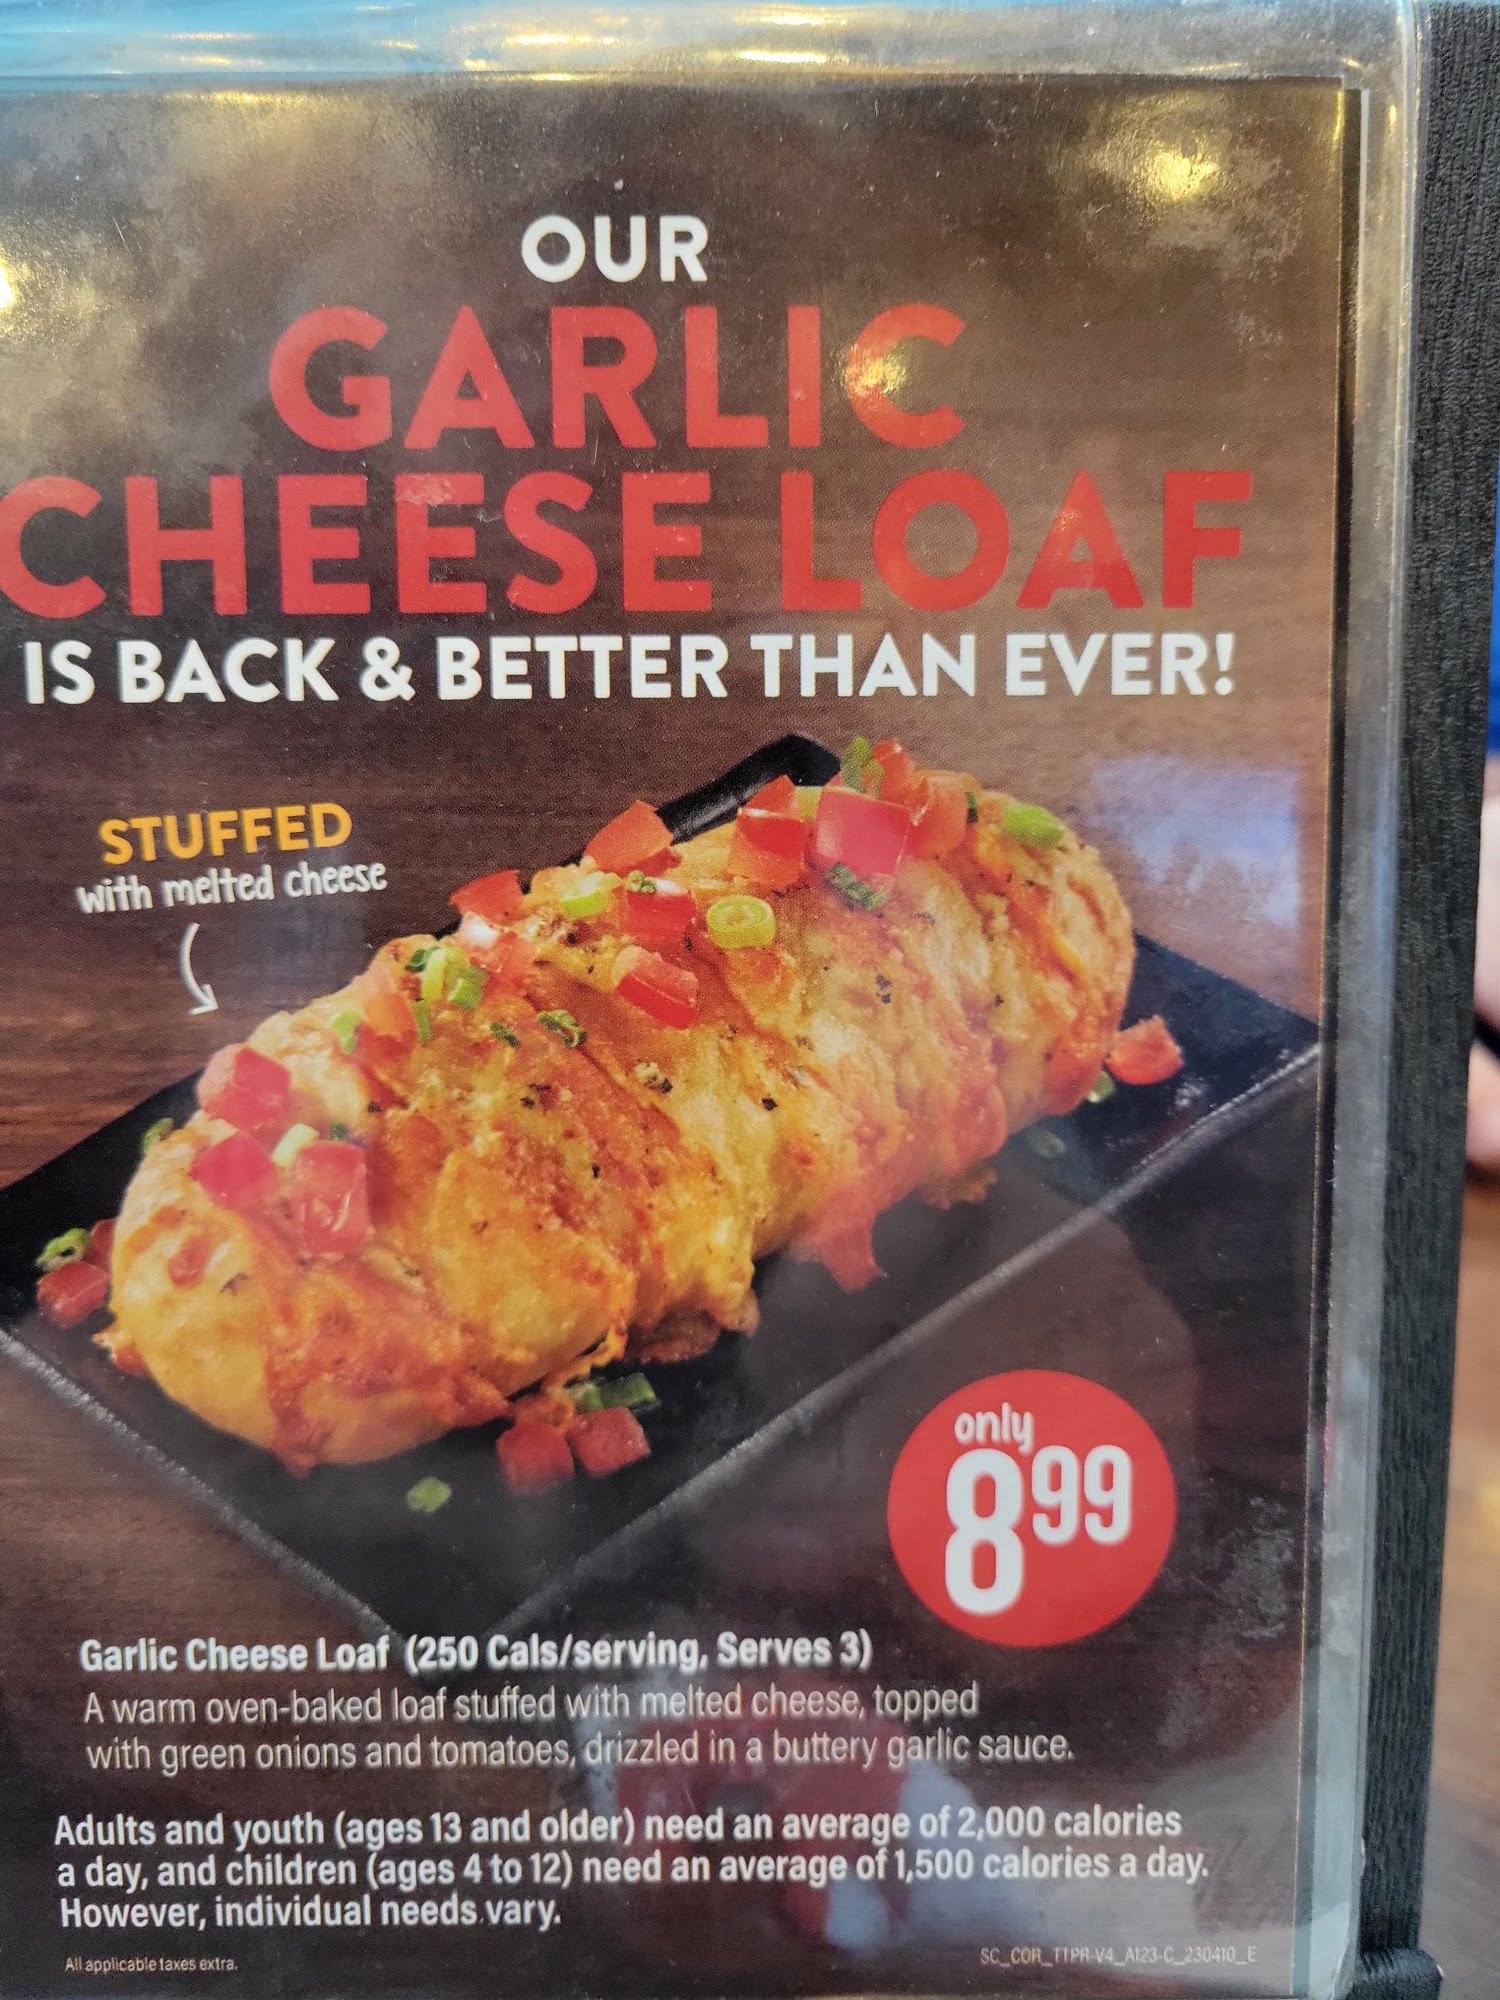 OUR
GARLIC
CHEESE LOAF
IS BACK & BETTER THAN EVER!
STUFFED
with melted cheese
only
8⁹⁹
Garlic Cheese Loaf (250 Cals/serving, Serves 3)
A warm oven-baked loaf stuffed with melted cheese, topped
with green onions and tomatoes, drizzled in a buttery garlic sauce.
Adults and youth (ages 13 and older) need an average of 2,000 calories
a day, and children (ages 4 to 12) need an average of 1,500 calories a day.
However, individual needs vary.
All applicable taxes extra.
SC_COR_TTPR-V4_A123-C_230410_E